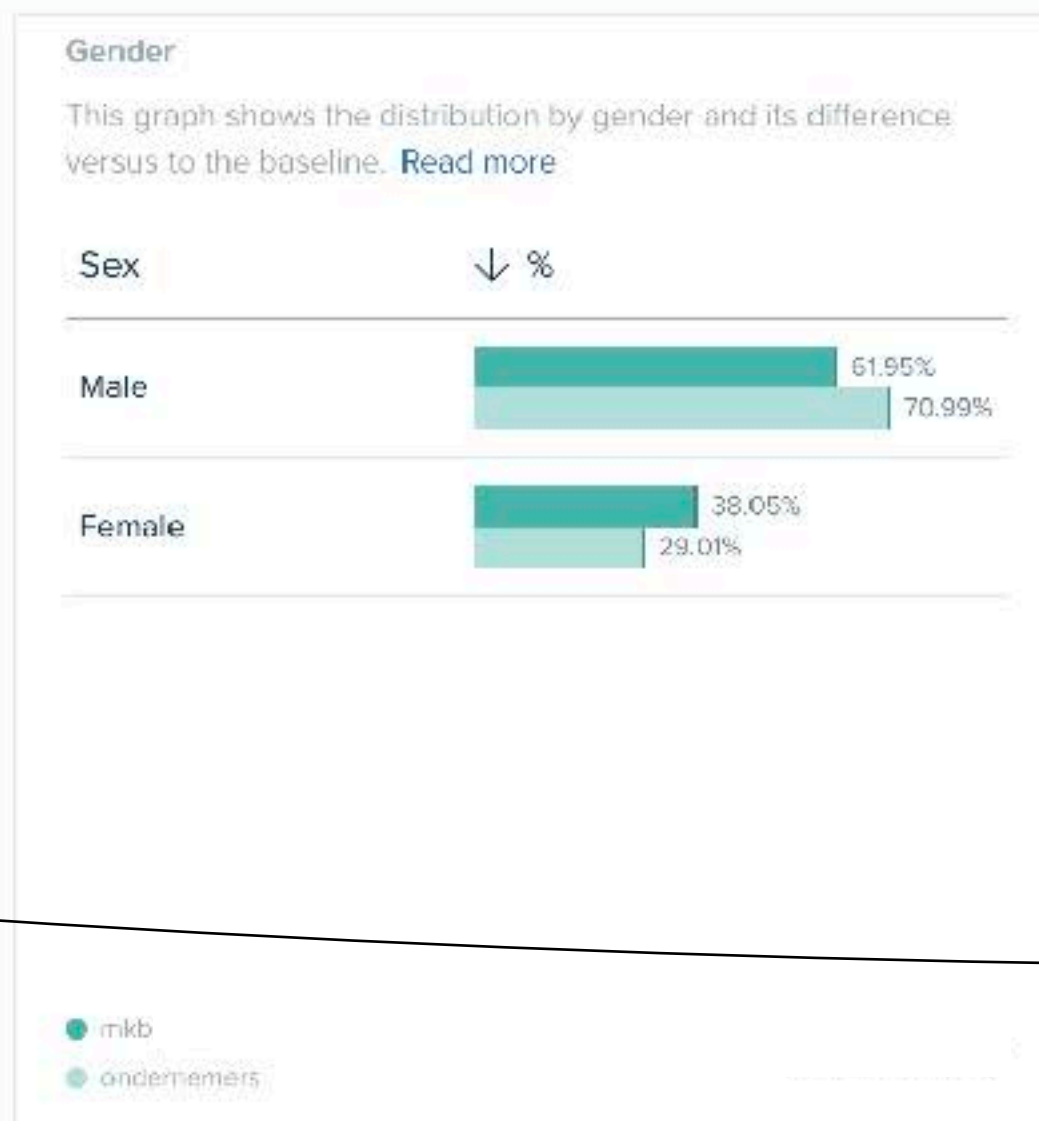 Gender
This graph shows the distribution by gender and its difference
versus to the baseline. Read more
Sex ↓ %
Male 61.95%
70.99%
Female 38.05%
29.01%
mkb
ondernemers